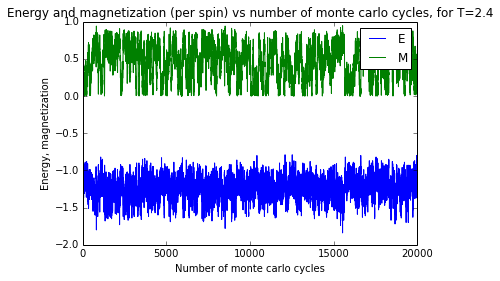 Energy and magnetization (per spin) vs number of monte carlo cycles, for T=2.4
1.0
0.5
0.0
−0.5
−1.0
−1.5
−2.0
Energy, magnetization
E
M
0 5000 10000 15000 20000
Number of monte carlo cycles